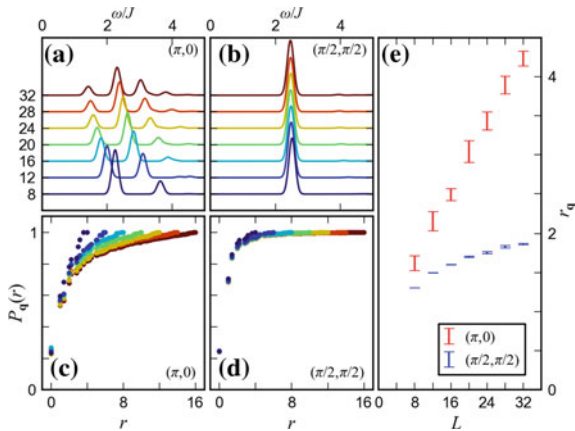 ω/J
0 2 4
ω/J
0 2 4
(a) (π,0)
(b) (π/2,π/2)
(e)
32
28
24
20
16
12
8
4
2
0
r_q
1
P_q(r)
0
(c) (π,0)
(d) (π/2,π/2)
(π,0)
(π/2,π/2)
0 8 16
r
0 8 16
r
0 8 16 24 32
L